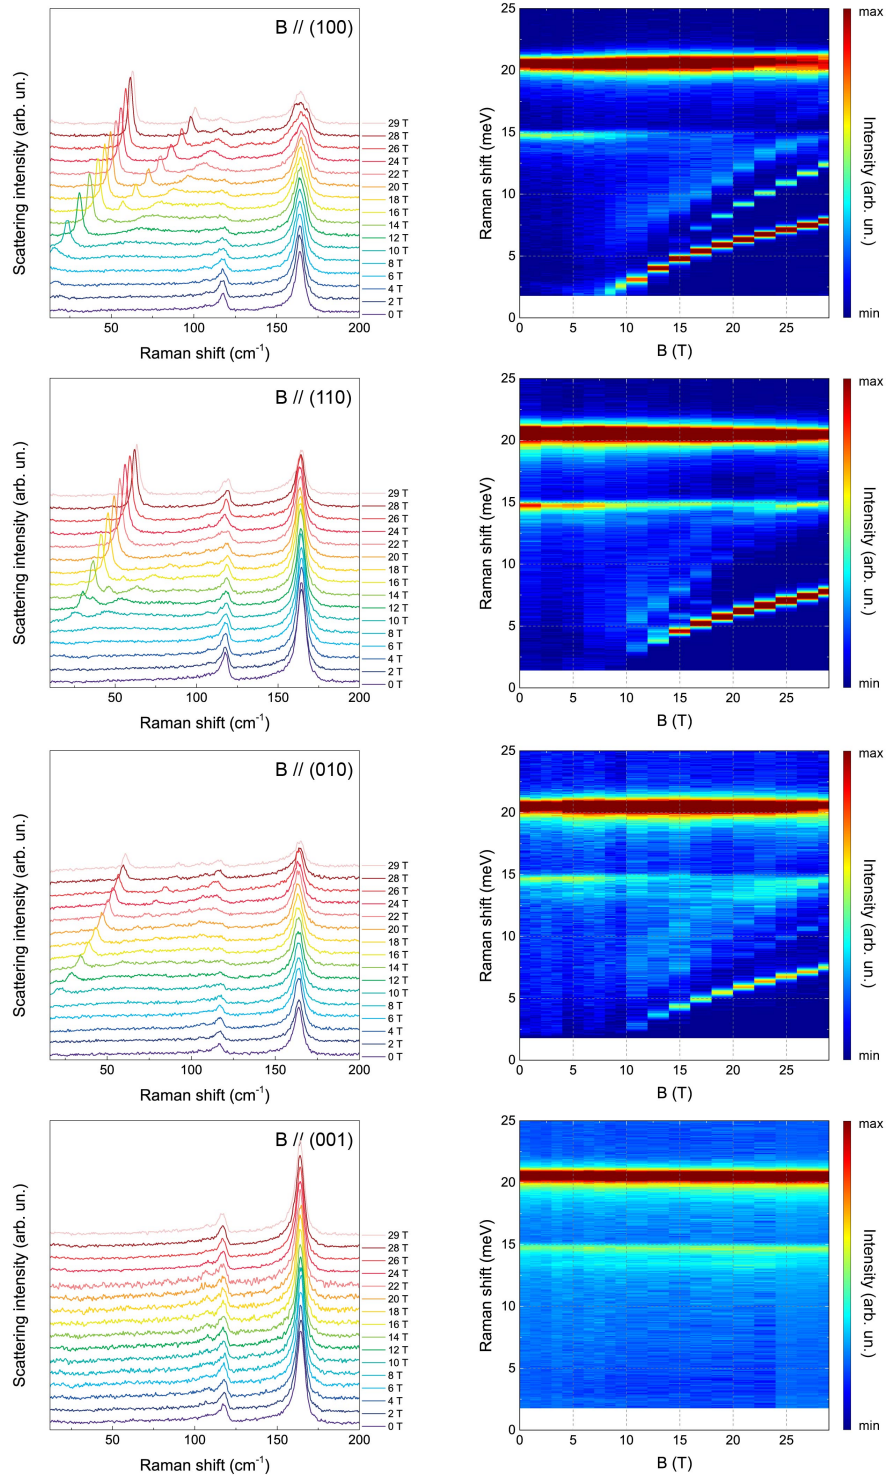 B // (100)
Scattering intensity (arb. un.)
29 T
28 T
26 T
24 T
22 T
20 T
18 T
16 T
14 T
12 T
10 T
8 T
6 T
4 T
2 T
0 T
50 100 150 200
Raman shift (cm-1)
Raman shift (meV)
25
20
15
10
5
0
0 5 10 15 20 25
B (T)
max
Intensity (arb. un.)
min
B // (110)
Scattering intensity (arb. un.)
29 T
28 T
26 T
24 T
22 T
20 T
18 T
16 T
14 T
12 T
10 T
8 T
6 T
4 T
2 T
0 T
50 100 150 200
Raman shift (cm-1)
Raman shift (meV)
25
20
15
10
5
0
0 5 10 15 20 25
B (T)
max
Intensity (arb. un.)
min
B // (010)
Scattering intensity (arb. un.)
29 T
28 T
26 T
24 T
22 T
20 T
18 T
16 T
14 T
12 T
10 T
8 T
6 T
4 T
2 T
0 T
50 100 150 200
Raman shift (cm-1)
Raman shift (meV)
25
20
15
10
5
0
0 5 10 15 20 25
B (T)
max
Intensity (arb. un.)
min
B // (001)
Scattering intensity (arb. un.)
29 T
28 T
26 T
24 T
22 T
20 T
18 T
16 T
14 T
12 T
10 T
8 T
6 T
4 T
2 T
0 T
50 100 150 200
Raman shift (cm-1)
Raman shift (meV)
25
20
15
10
5
0
0 5 10 15 20 25
B (T)
max
Intensity (arb. un.)
min